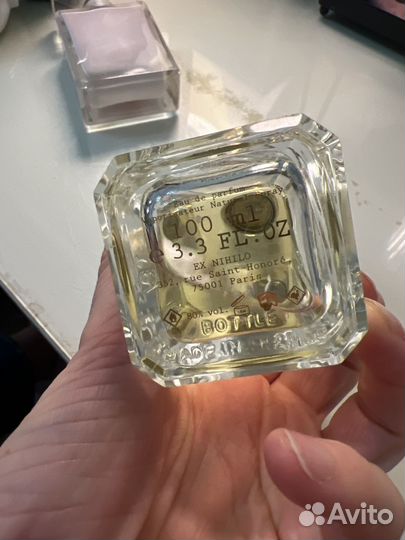 Eau de parfum
Vaporisateur Natural Spray
100 ml
e 3.3 FL.OZ
EX NIHILO
352, rue Saint-Honoré
75001 Paris
80% vol.
BOTTLE
MADE IN
Avito